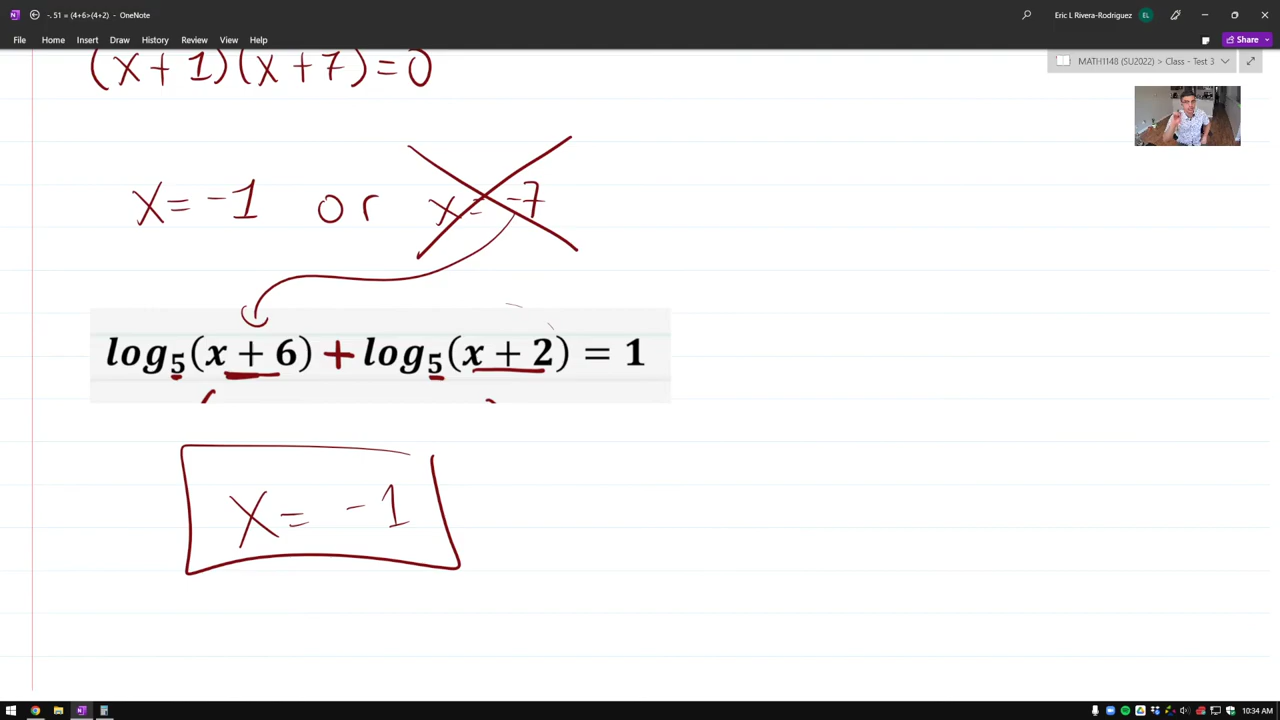 -. 51 = (4+6>(4+2) - OneNote
Eric L Rivera-Rodriguez EL
File Home Insert Draw History Review View Help
Share
MATH1148 (SU2022) > Class - Test 3
(x+1)(x+7)=0
x= -1 or x= -7
log₅(x + 6) + log₅(x + 2) = 1
x= -1
10:34 AM